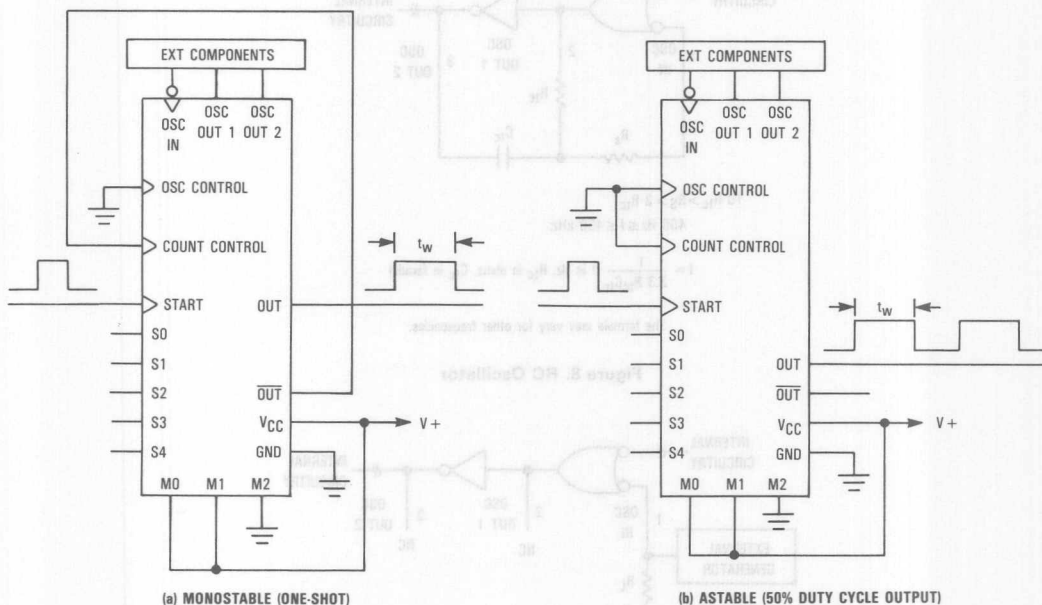 EXT COMPONENTS
OSC IN
OSC OUT 1
OSC OUT 2
OSC CONTROL
COUNT CONTROL
START
S0
S1
S2
S3
S4
M0 M1 M2
OUT
OUT
VCC
GND
tw
V+
(a) MONOSTABLE (ONE-SHOT)
EXT COMPONENTS
OSC IN
OSC OUT 1
OSC OUT 2
OSC CONTROL
COUNT CONTROL
START
S0
S1
S2
S3
S4
M0 M1 M2
OUT
OUT
VCC
GND
tw
V+
(b) ASTABLE (50% DUTY CYCLE OUTPUT)
Figure 8. RC Oscillator